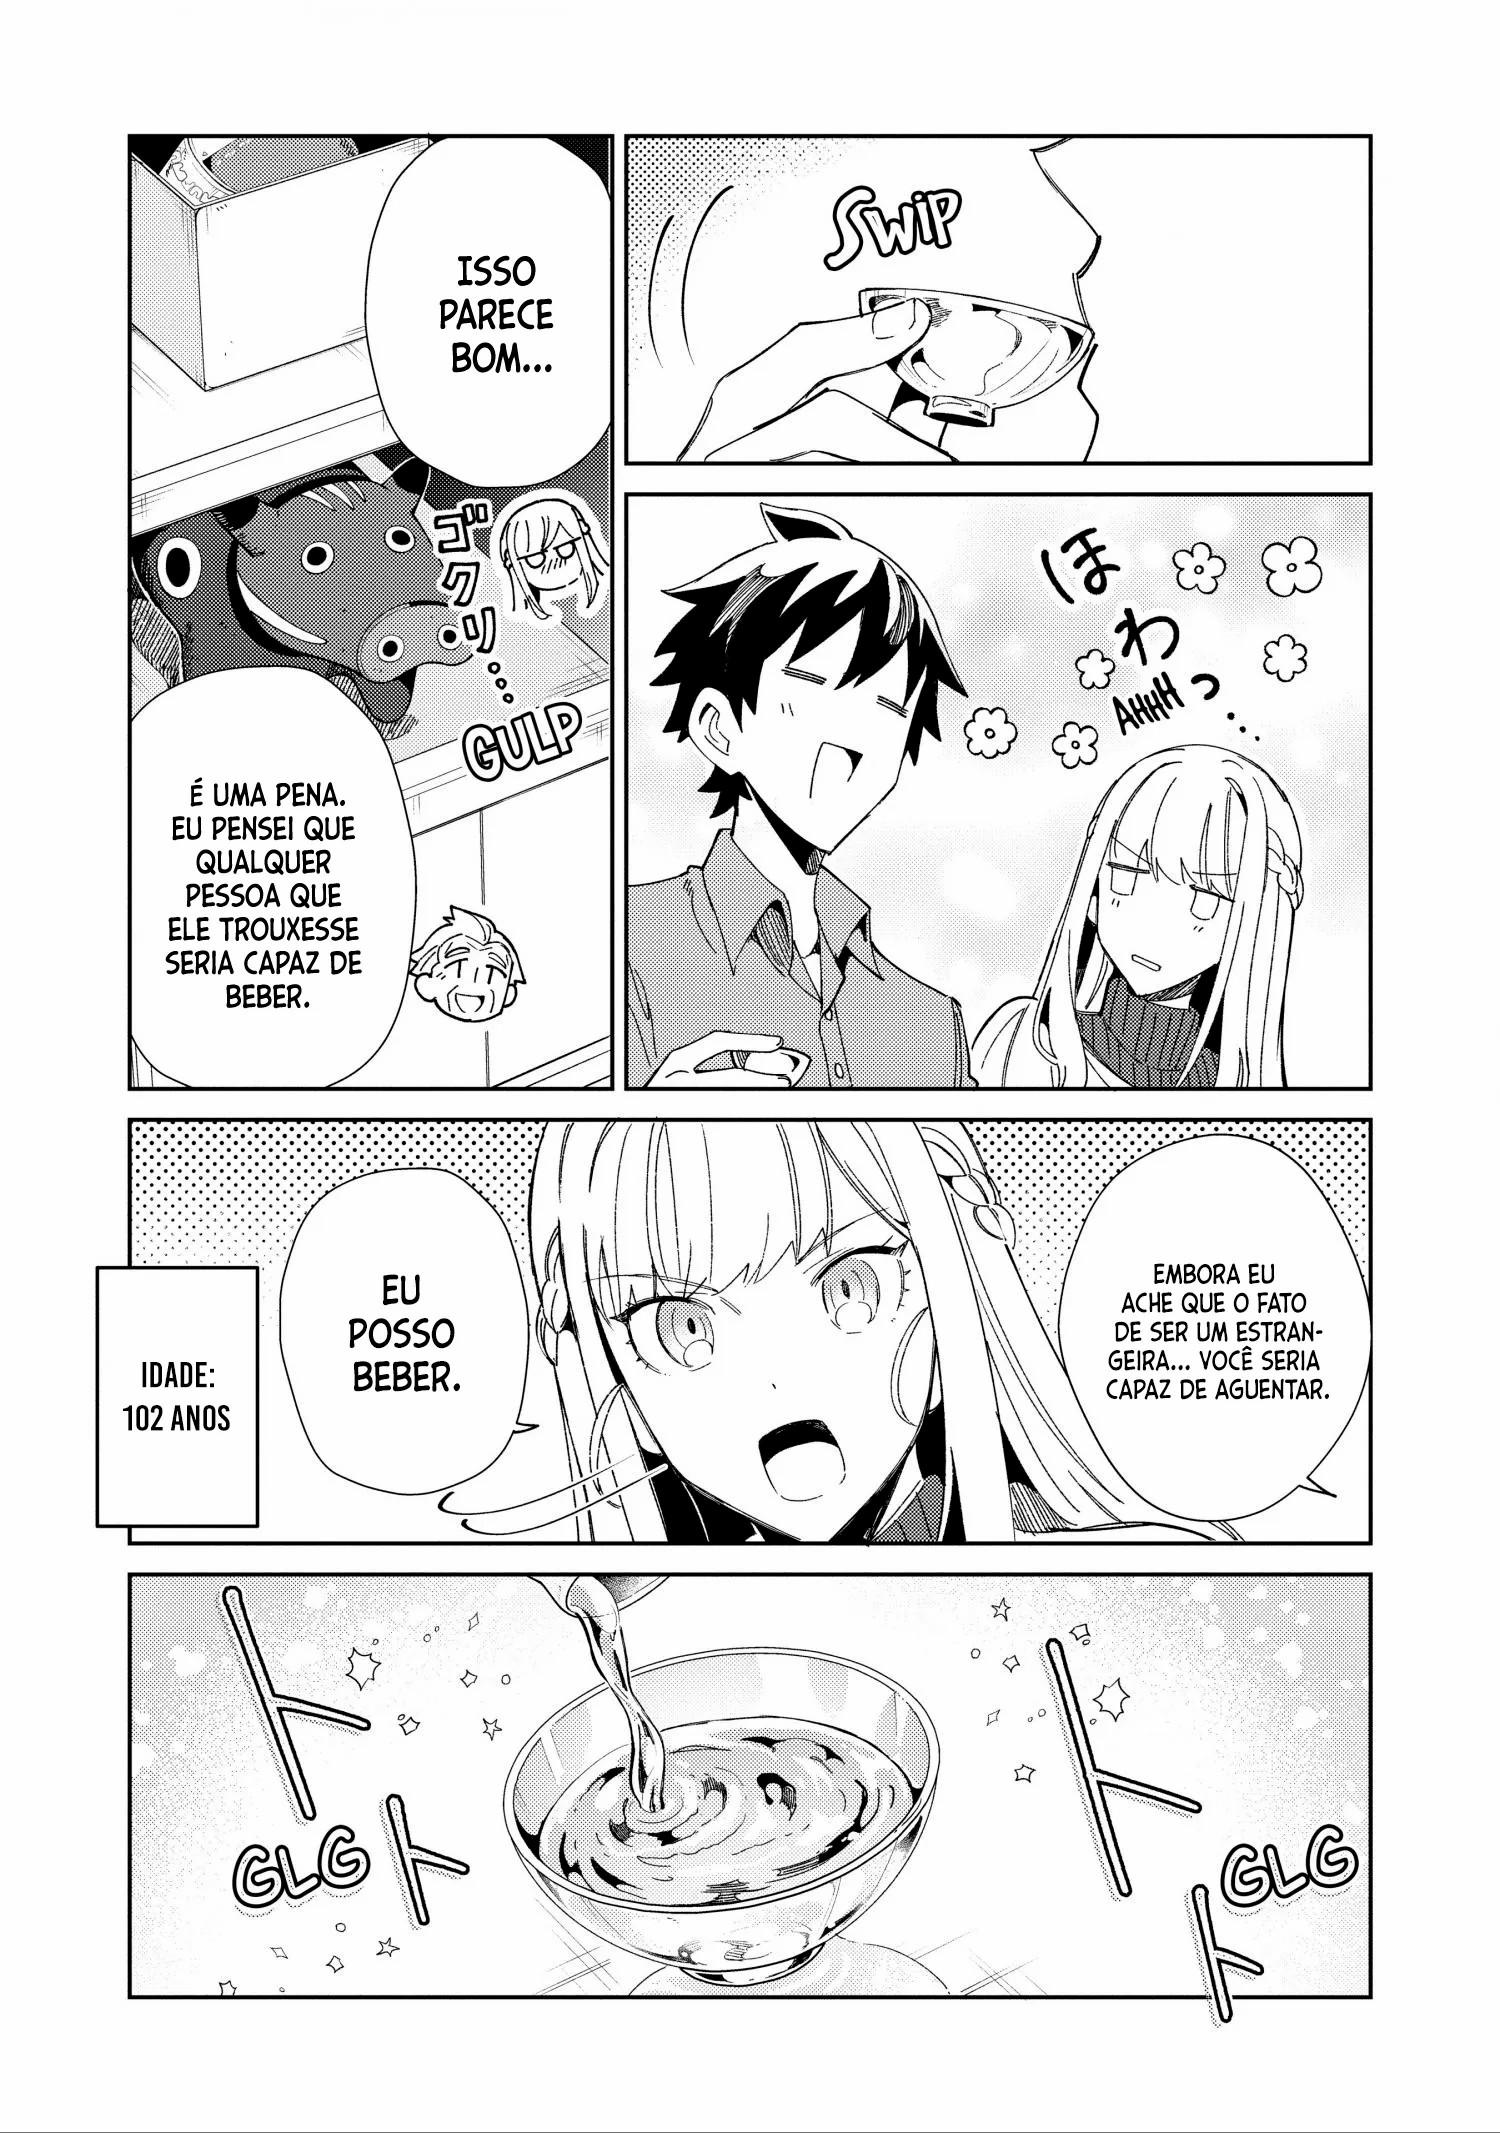 SWIP
ほわっ...
AHHH
ISSO
PARECE
BOM...
ゴクリ...
GULP
É UMA PENA.
EU PENSEI QUE
QUALQUER
PESSOA QUE
ELE TROUXESSE
SERIA CAPAZ DE
BEBER.
EMBORA EU
ACHE QUE O FATO
DE SER UM ESTRAN-
GEIRA... VOCÊ SERIA
CAPAZ DE AGUENTAR.
EU
POSSO
BEBER.
IDADE:
102 ANOS
トト
GLG
トト
GLG